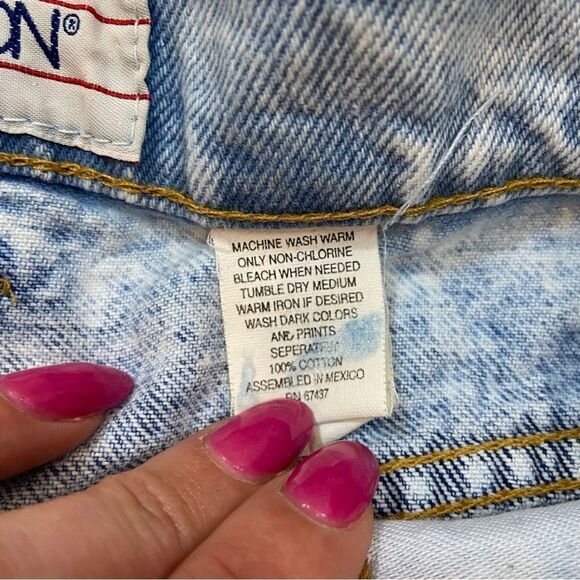 ON®
MACHINE WASH WARM
ONLY NON-CHLORINE
BLEACH WHEN NEEDED
TUMBLE DRY MEDIUM
WARM IRON IF DESIRED
WASH DARK COLORS
AND PRINTS
SEPERATELY
100% COTTON
ASSEMBLED IN MEXICO
RN 67437